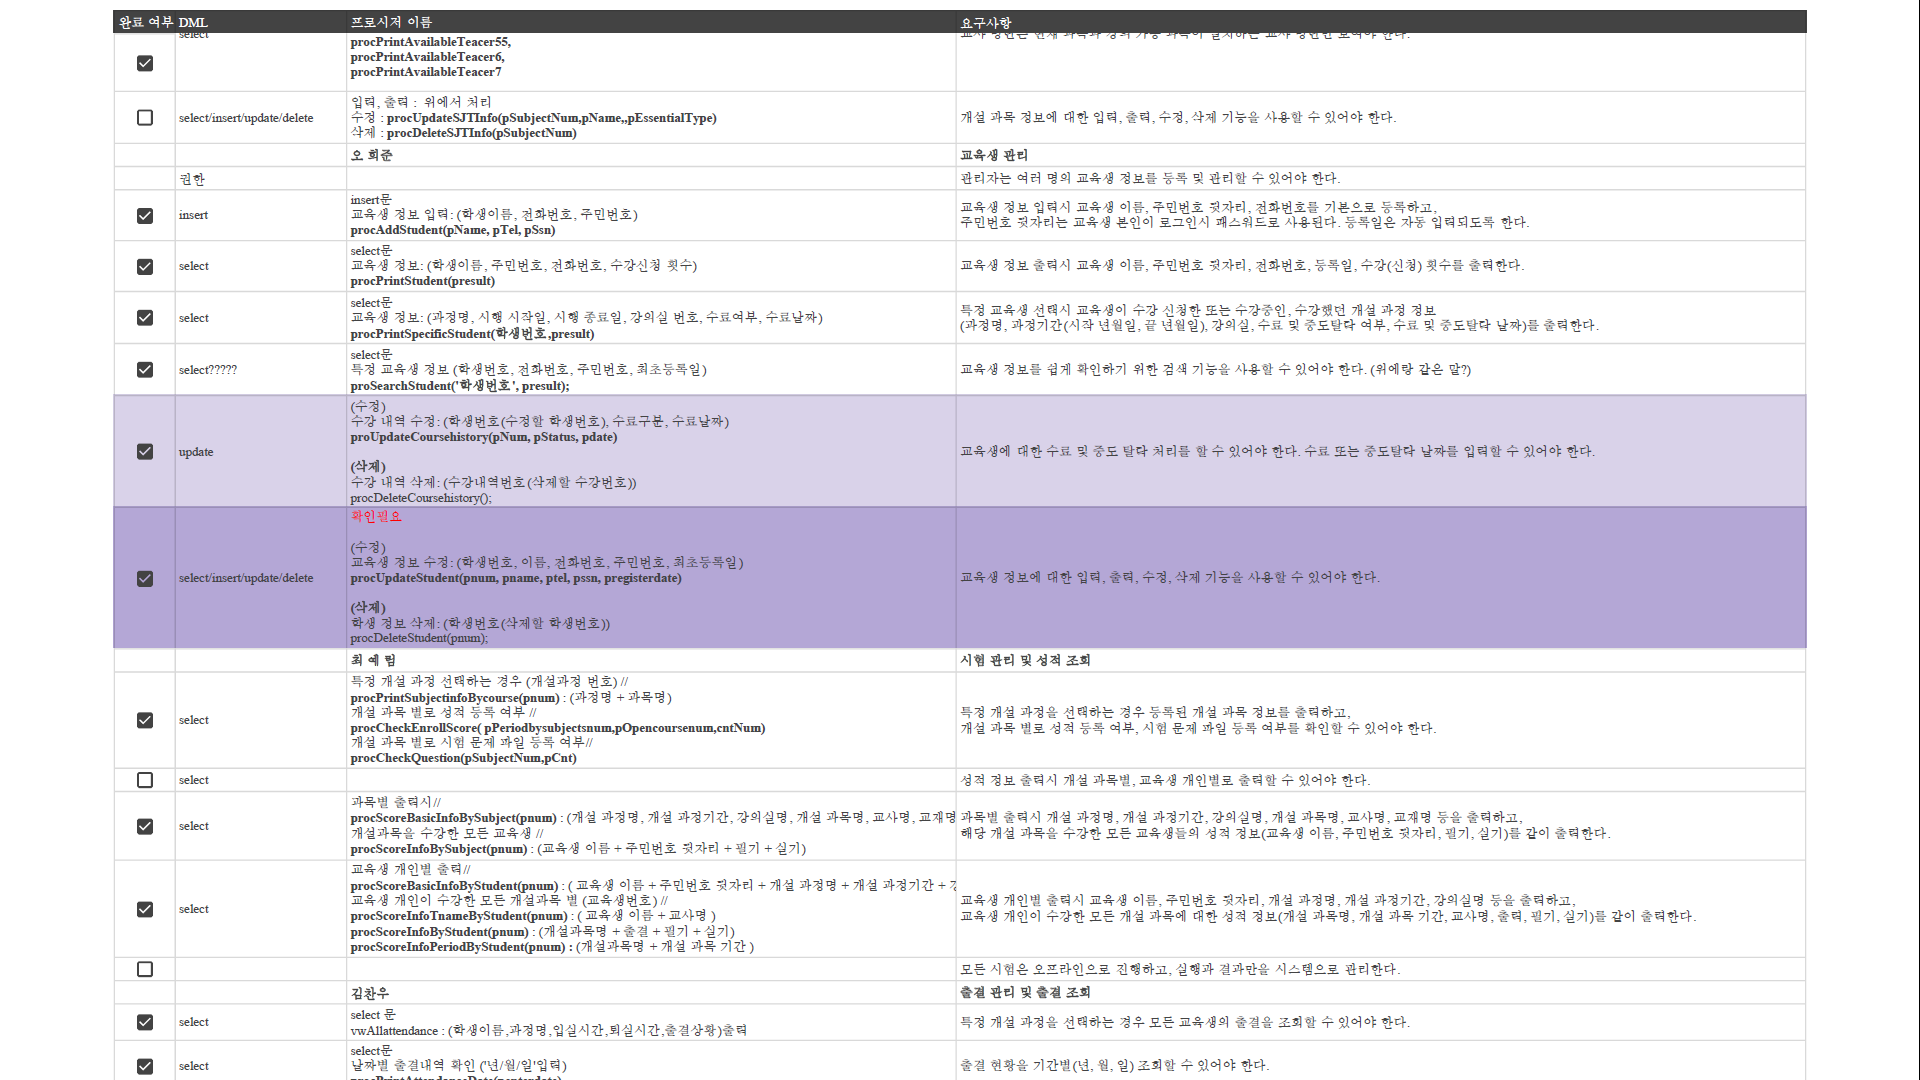 완료 여부 DML 프로시저 이름 요구사항
select
procPrintAvailableTeacer55,
procPrintAvailableTeacer6,
procPrintAvailableTeacer7
select/insert/update/delete
입력, 출력 : 위에서 처리
수정 : procUpdateSJTInfo(pSubjectNum,pName,,pEssentialType)
삭제 : procDeleteSJTInfo(pSubjectNum)
개설 과목 정보에 대한 입력, 출력, 수정, 삭제 기능을 사용할 수 있어야 한다.
오 희준
교육생 관리
권한
관리자는 여러 명의 교육생 정보를 등록 및 관리할 수 있어야 한다.
insert
insert문
교육생 정보 입력: (학생이름, 전화번호, 주민번호)
procAddStudent(pName, pTel, pSsn)
교육생 정보 입력시 교육생 이름, 주민번호 뒷자리, 전화번호를 기본으로 등록하고,
주민번호 뒷자리는 교육생 본인이 로그인시 패스워드로 사용된다. 등록일은 자동 입력되도록 한다.
select
select문
교육생 정보: (학생이름, 주민번호, 전화번호, 수강신청 횟수)
procPrintStudent(presult)
교육생 정보 출력시 교육생 이름, 주민번호 뒷자리, 전화번호, 등록일, 수강(신청) 횟수를 출력한다.
select
select문
교육생 정보: (과정명, 시행 시작일, 시행 종료일, 강의실 번호, 수료여부, 수료날짜)
procPrintSpecificStudent(학생번호,presult)
특정 교육생 선택시 교육생이 수강 신청한 또는 수강중인, 수강했던 개설 과정 정보
(과정명, 과정기간(시작 년월일, 끝 년월일), 강의실, 수료 및 중도탈락 여부, 수료 및 중도탈락 날짜)를 출력한다.
select?????
select문
특정 교육생 정보 (학생번호, 전화번호, 주민번호, 최초등록일)
proSearchStudent('학생번호', presult);
교육생 정보를 쉽게 확인하기 위한 검색 기능을 사용할 수 있어야 한다. (위에랑 같은 말?)
update
(수정)
수강 내역 수정: (학생번호(수정할 학생번호), 수료구분, 수료날짜)
proUpdateCoursehistory(pNum, pStatus, pdate)
(삭제)
수강 내역 삭제: (수강내역번호(삭제할 수강번호))
procDeleteCoursehistory();
교육생에 대한 수료 및 중도 탈락 처리를 할 수 있어야 한다. 수료 또는 중도탈락 날짜를 입력할 수 있어야 한다.
select/insert/update/delete
확인필요
(수정)
교육생 정보 수정: (학생번호, 이름, 전화번호, 주민번호, 최초등록일)
procUpdateStudent(pnum, pname, ptel, pssn, pregisterdate)
(삭제)
학생 정보 삭제: (학생번호(삭제할 학생번호))
procDeleteStudent(pnum);
교육생 정보에 대한 입력, 출력, 수정, 삭제 기능을 사용할 수 있어야 한다.
최 예 림
시험 관리 및 성적 조회
select
특정 개설 과정 선택하는 경우 (개설과정 번호) //
procPrintSubjectinfoBycourse(pnum) : (과정명 + 과목명)
개설 과목 별로 성적 등록 여부 //
procCheckEnrollScore( pPeriodbysubjectsnum,pOpencoursenum,cntNum)
개설 과목 별로 시험 문제 파일 등록 여부//
procCheckQuestion(pSubjectNum,pCnt)
특정 개설 과정을 선택하는 경우 등록된 개설 과목 정보를 출력하고,
개설 과목 별로 성적 등록 여부, 시험 문제 파일 등록 여부를 확인할 수 있어야 한다.
select
성적 정보 출력시 개설 과목별, 교육생 개인별로 출력할 수 있어야 한다.
select
과목별 출력시//
procScoreBasicInfoBySubject(pnum) : (개설 과정명, 개설 과정기간, 강의실명, 개설 과목명, 교사명, 교재명
개설과목을 수강한 모든 교육생 //
procScoreInfoBySubject(pnum) : (교육생 이름 + 주민번호 뒷자리 + 필기 + 실기)
과목별 출력시 개설 과정명, 개설 과정기간, 강의실명, 개설 과목명, 교사명, 교재명 등을 출력하고,
해당 개설 과목을 수강한 모든 교육생들의 성적 정보(교육생 이름, 주민번호 뒷자리, 필기, 실기)를 같이 출력한다.
select
교육생 개인별 출력//
procScoreBasicInfoByStudent(pnum) : ( 교육생 이름 + 주민번호 뒷자리 + 개설 과정명 + 개설 과정기간 +
교육생 개인이 수강한 모든 개설과목 별 (교육생번호) //
procScoreInfoTnameByStudent(pnum) : ( 교육생 이름 + 교사명 )
procScoreInfoByStudent(pnum) : (개설과목명 + 출결 + 필기 + 실기)
procScoreInfoPeriodByStudent(pnum) : (개설과목명 + 개설 과목 기간 )
교육생 개인별 출력시 교육생 이름, 주민번호 뒷자리, 개설 과정명, 개설 과정기간, 강의실명 등을 출력하고,
교육생 개인이 수강한 모든 개설 과목에 대한 성적 정보(개설 과목명, 개설 과목 기간, 교사명, 출력, 필기, 실기)를 같이 출력한다.
모든 시험은 오프라인으로 진행하고, 실행과 결과만을 시스템으로 관리한다.
김찬우
출결 관리 및 출결 조회
select
select 문
vwAllattendance : (학생이름,과정명,입실시간,퇴실시간,출결상황)출력
특정 개설 과정을 선택하는 경우 모든 교육생의 출결을 조회할 수 있어야 한다.
select
select문
날짜별 출결내역 확인 ('년/월/일'입력)
출결 현황을 기간별(년, 월, 일) 조회할 수 있어야 한다.